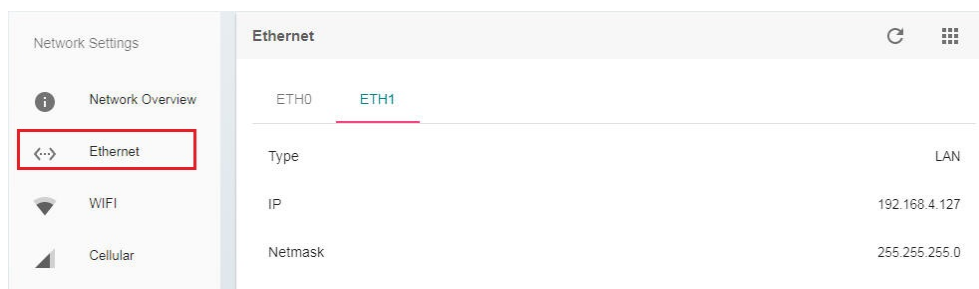 Network Settings
Network Overview
Ethernet
WIFI
Cellular
Ethernet
ETH0 ETH1
Type LAN
IP 192.168.4.127
Netmask 255.255.255.0